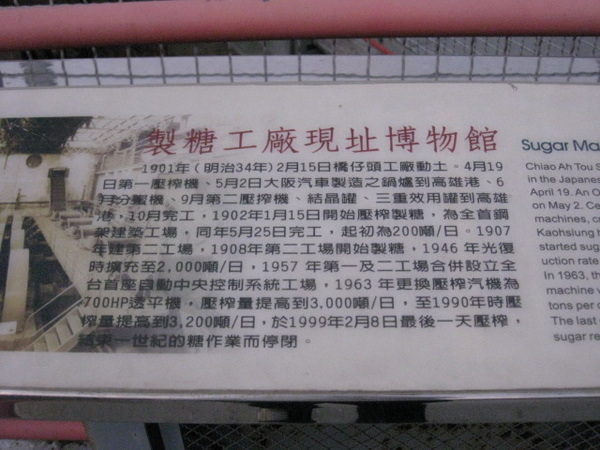 製糖工廠現址博物館
1901年(明治34年)2月15日橋仔頭工廠動土。4月19
日第一壓榨機、5月2日大阪汽車製造之鍋爐到高雄港、6
月分蜜機、9月第二壓榨機、結晶罐、三重效用罐到高雄
港,10月完工,1902年1月15日開始壓榨製糖,為全首鋼
架建築工場,同年5月25日完工,起初為200噸/日。1907
年建第二工場,1908年第二工場開始製糖,1946年光復
時擴充至2,000噸/日,1957年第一及二工場合併設立全
台首座自動中央控制系統工場,1963年更換壓榨汽機為
700HP透平機,壓榨量提高到3,000噸/日,至1990年時壓
榨量提高到3,200噸/日,於1999年2月8日最後一天壓榨,
結束一世紀的糖作業而停閉。
Sugar Ma
Chiao Ah Tou S
in the Japanes
April 19. An O
on May 2. Ce
machines, cr
Kaohsiung h
started sugar
uction rate
In 1963, th
machine w
tons per d
The last
sugar re